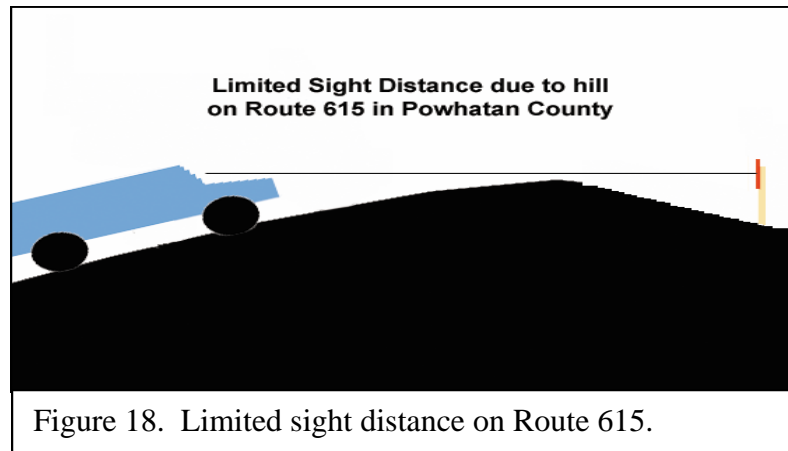 Limited Sight Distance due to hill
on Route 615 in Powhatan County
Figure 18. Limited sight distance on Route 615.